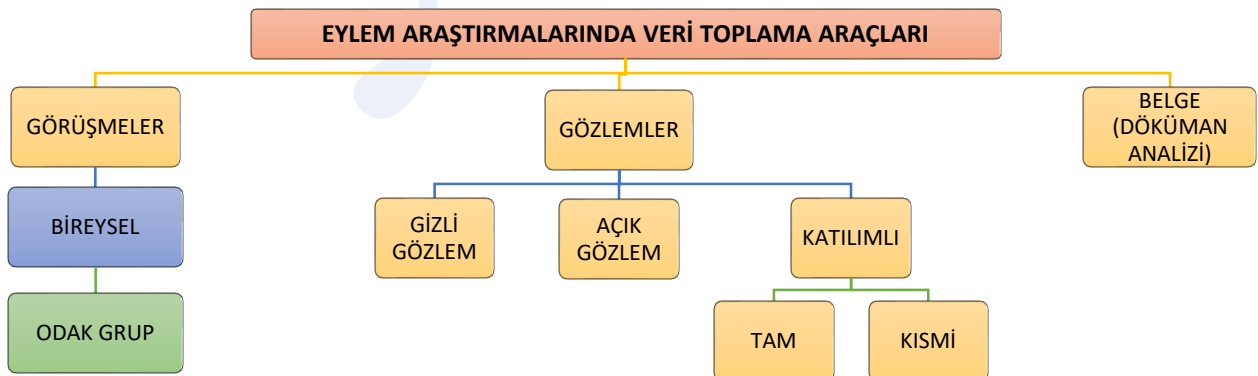 EYLEM ARAŞTIRMALARINDA VERİ TOPLAMA ARAÇLARI
GÖRÜŞMELER
BİREYSEL
ODAK GRUP
GÖZLEMLER
GİZLİ
GÖZLEM
AÇIK
GÖZLEM
KATILIMLI
TAM
KISMİ
BELGE
(DÖKÜMAN
ANALİZİ)